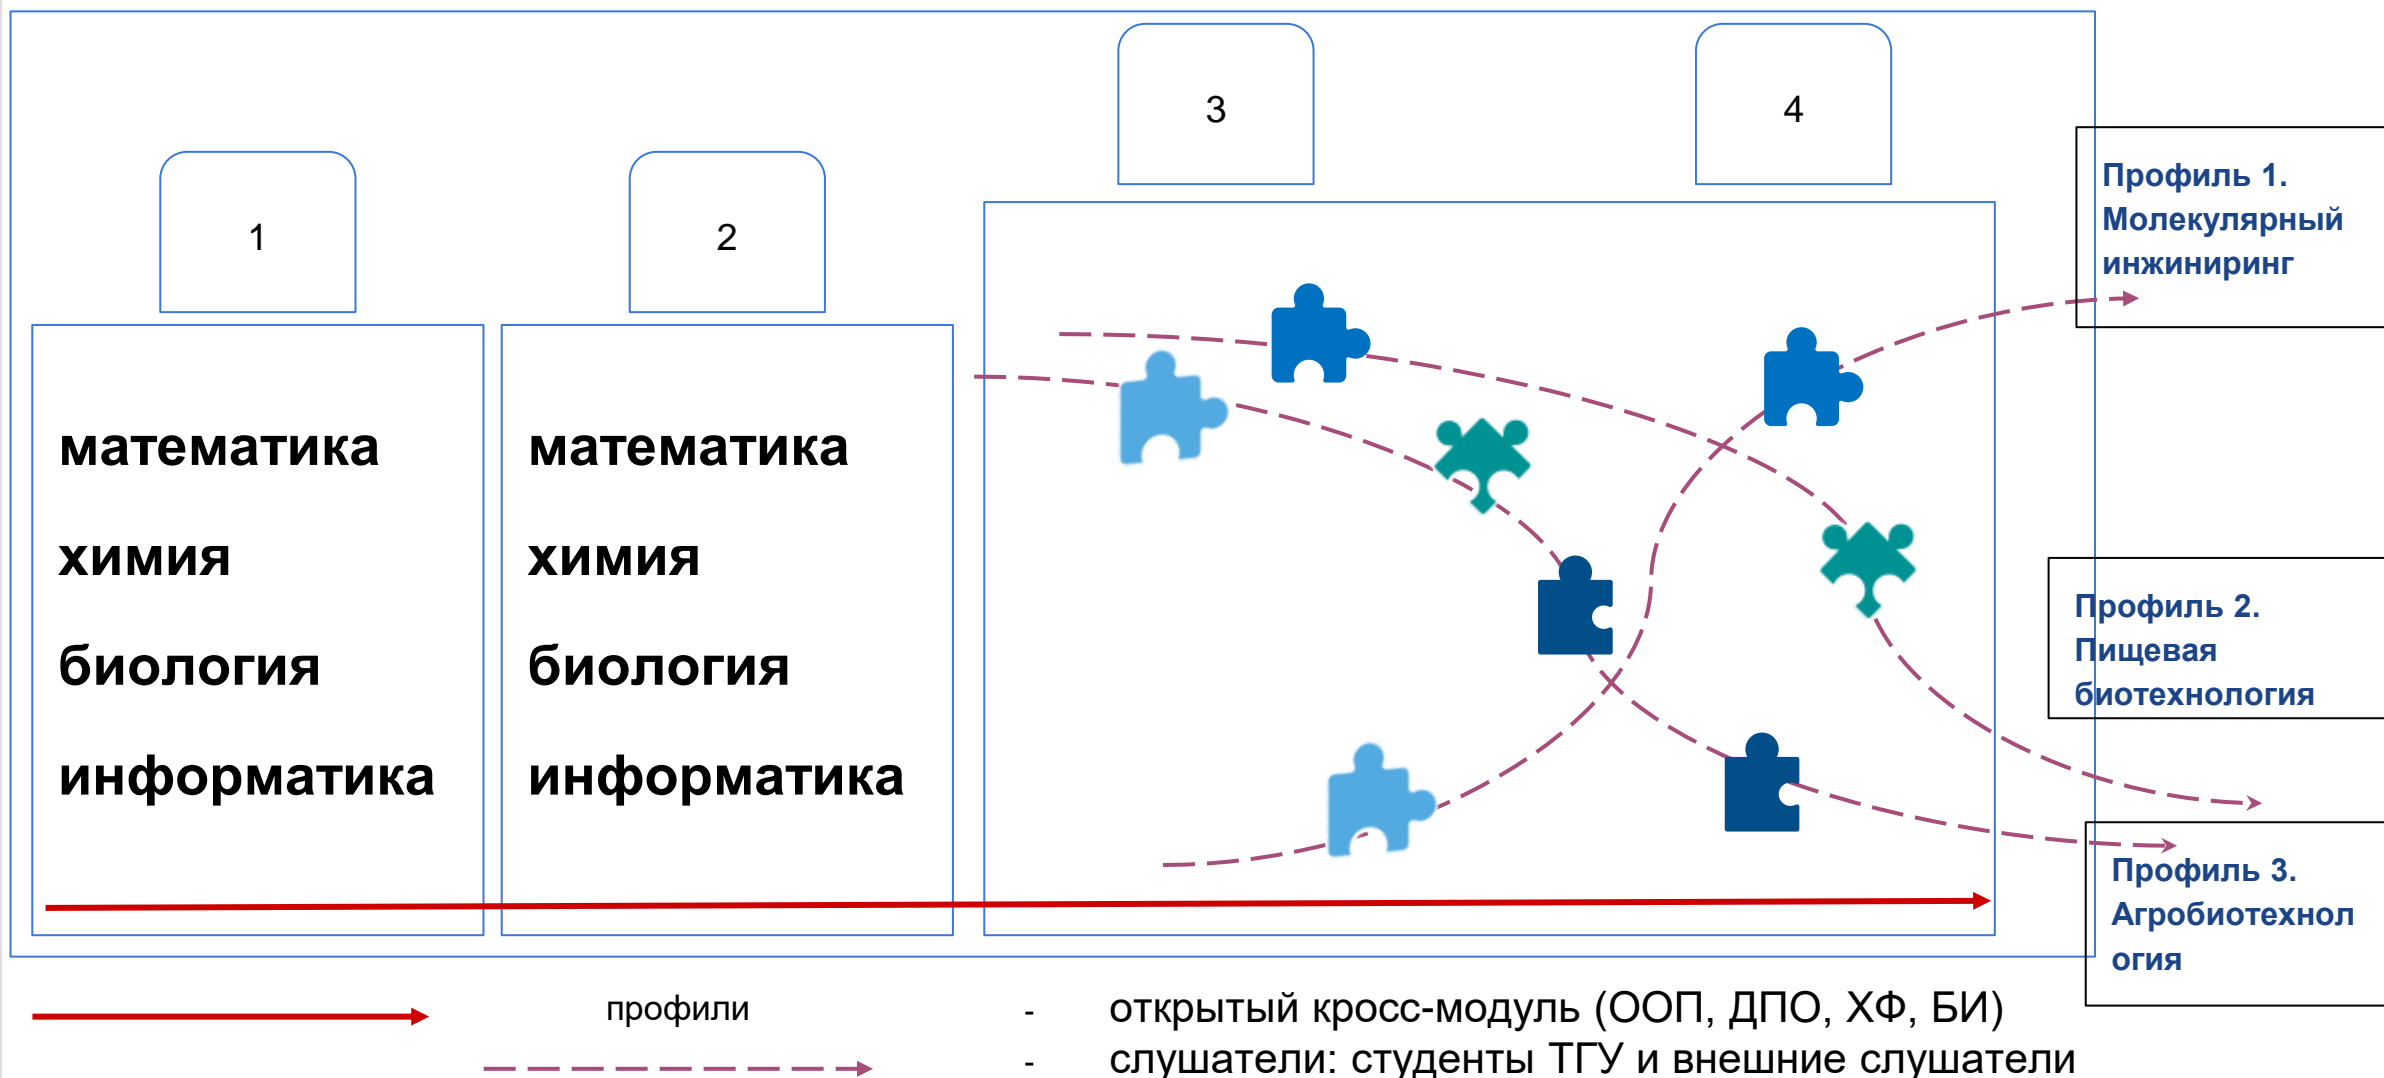 3
4
1
2
математика
химия
биология
информатика
математика
химия
биология
информатика
Профиль 1.
Молекулярный
инжиниринг
Профиль 2.
Пищевая
биотехнология
Профиль 3.
Агробиотехнол
огия
профили
- открытый кросс-модуль (ООП, ДПО, ХФ, БИ)
- слушатели: студенты ТГУ и внешние слушатели